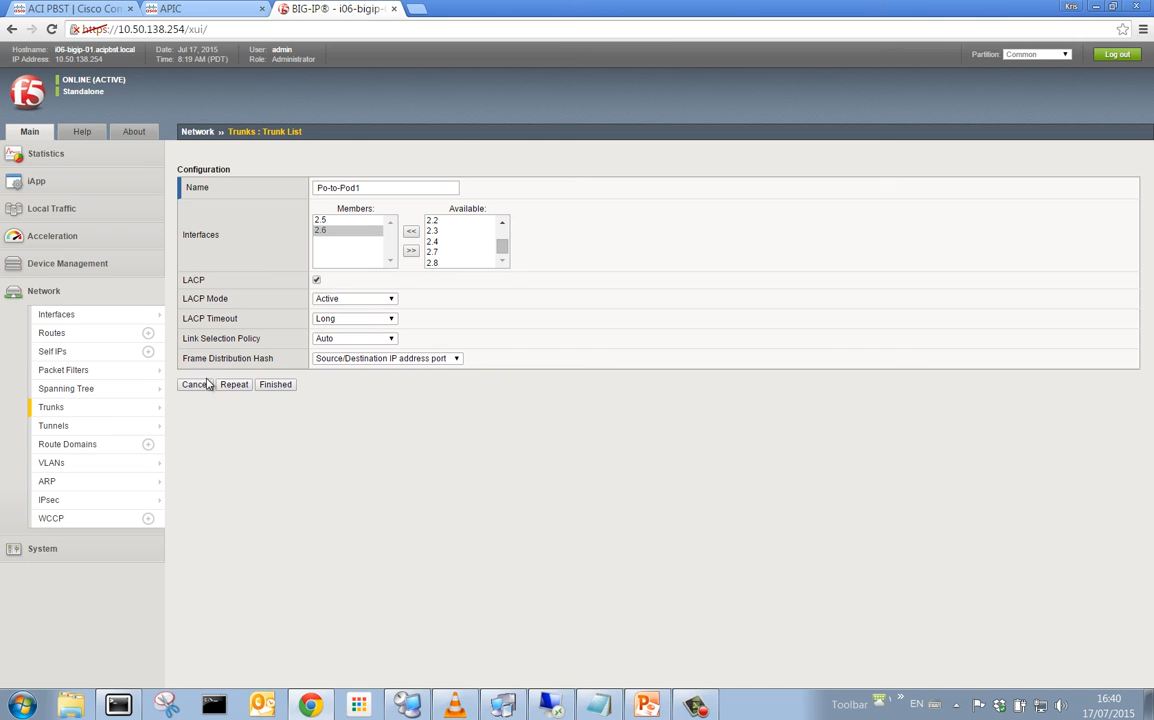 ACI PBST | Cisco Con
APIC
BIG-IP® - i06-bigip-
Kris
https://10.50.138.254/xui/
Hostname: i06-bigip-01.acipbst.local
IP Address: 10.50.138.254
Date: Jul 17, 2015
Time: 8:19 AM (PDT)
User: admin
Role: Administrator
Partition: Common
Log out
f5
ONLINE (ACTIVE)
Standalone
Main
Help
About
Network ›› Trunks : Trunk List
Statistics
iApp
Local Traffic
Acceleration
Device Management
Network
Interfaces
Routes
Self IPs
Packet Filters
Spanning Tree
Trunks
Tunnels
Route Domains
VLANs
ARP
IPsec
WCCP
System
Configuration
Name
Po-to-Pod1
Interfaces
Members:
2.5
2.6
<<
>>
Available:
2.2
2.3
2.4
2.7
2.8
LACP
LACP Mode
Active
LACP Timeout
Long
Link Selection Policy
Auto
Frame Distribution Hash
Source/Destination IP address port
Cancel
Repeat
Finished
Toolbar
»
EN
16:40
17/07/2015